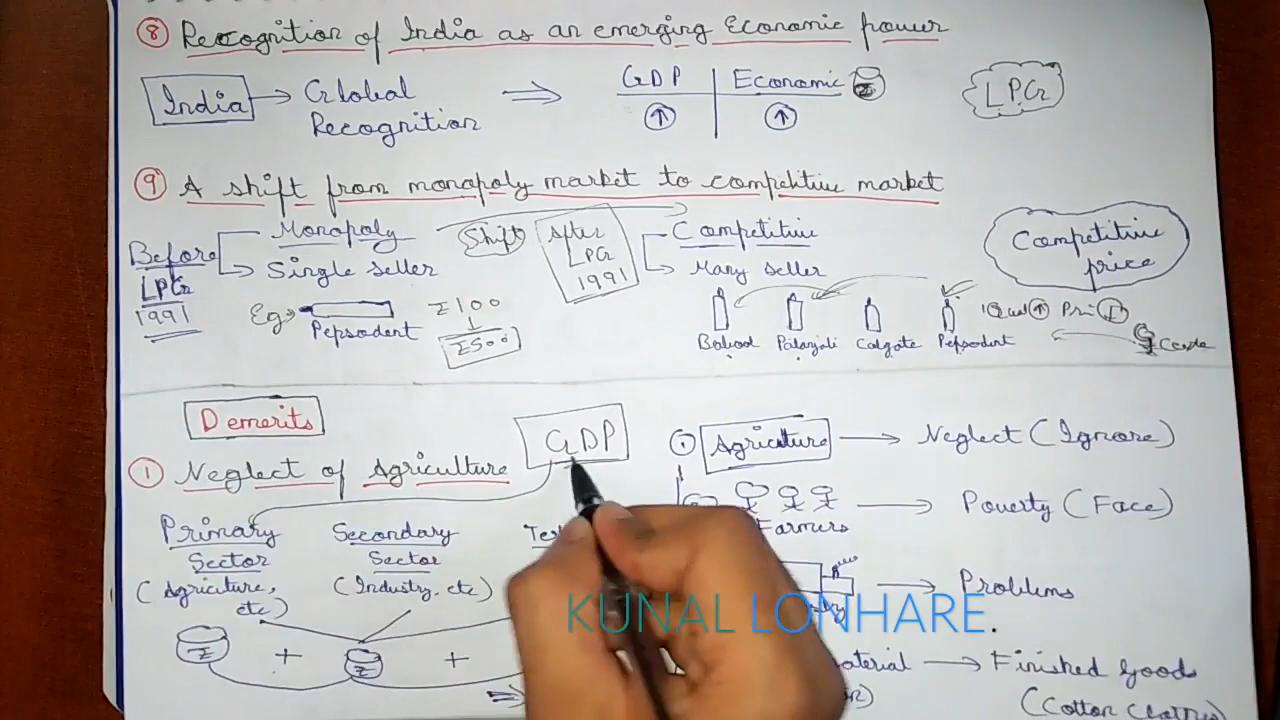 ⑧ Recognition of India as an emerging Economic power
India → Global Recognition ⇒
GDP | Economic
↑ | ↑
LPG
⑨ A shift from monopoly market to competitive market
Before LPG 1991
Monopoly
Single seller
Shift
After LPG 1991
Competitive
Many seller
Competitive price
Eg → Pepsodent
₹100
↓
₹500
Babool Patanjali Colgate Pepsodent
Qual ↑ Pri ↓
Demerits
GDP
① Neglect of Agriculture
Primary Sector
(Agriculture, etc)
Secondary Sector
(Industry, etc)
+ +
① Agriculture → Neglect (Ignore)
Farmers → Poverty (Face)
→ Problems
→ Finished Goods
KUNAL LONHARE.